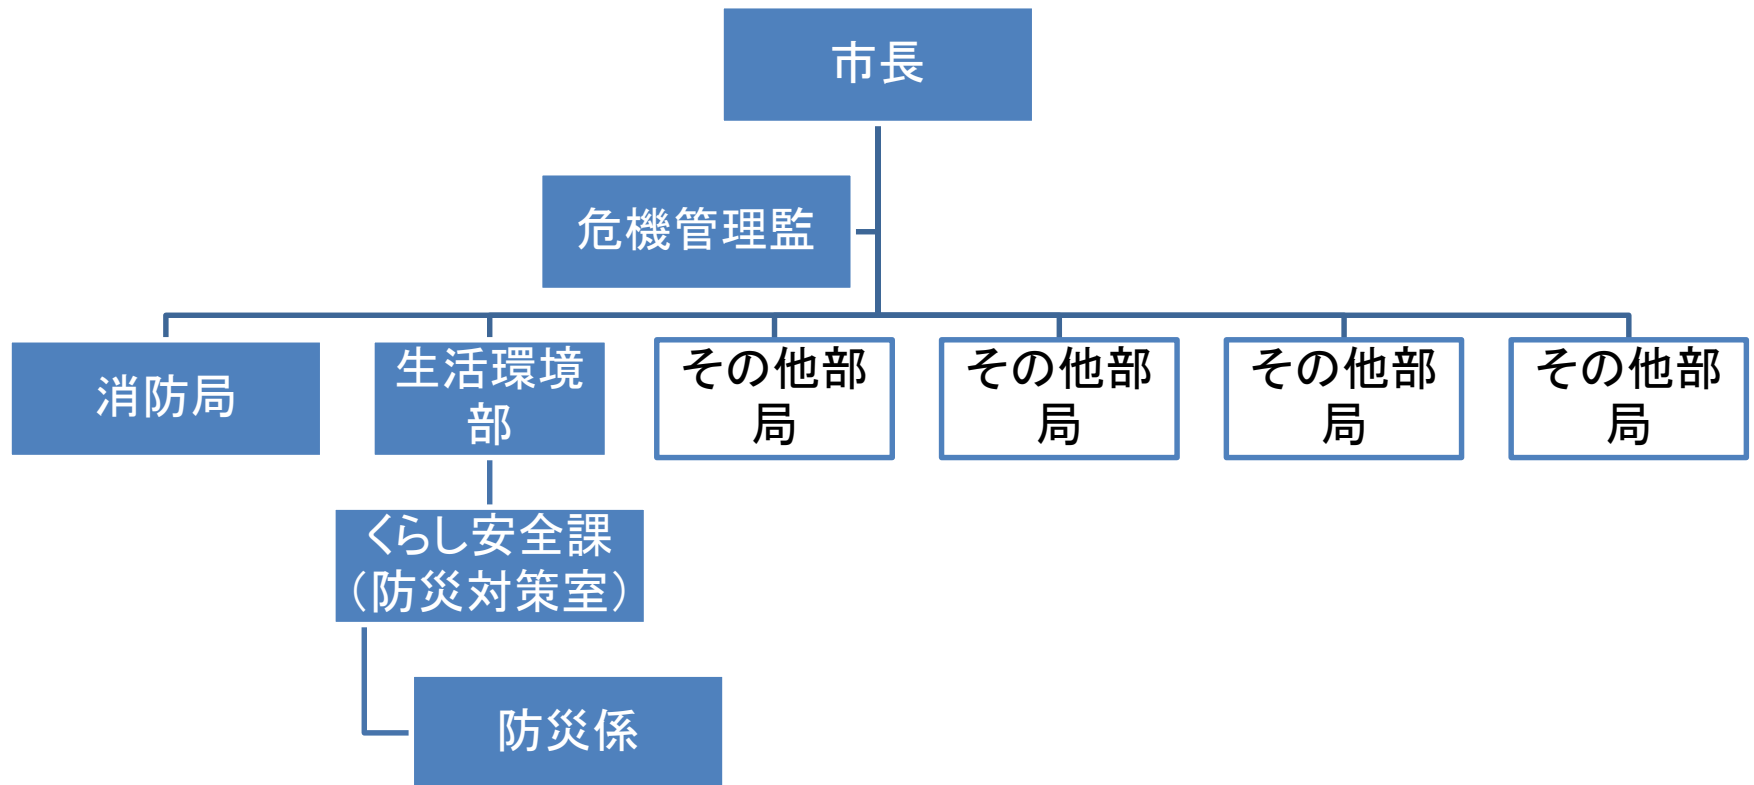 市長
危機管理監
消防局
生活環境
部
その他部
局
その他部
局
その他部
局
その他部
局
くらし安全課
（防災対策室）
防災係